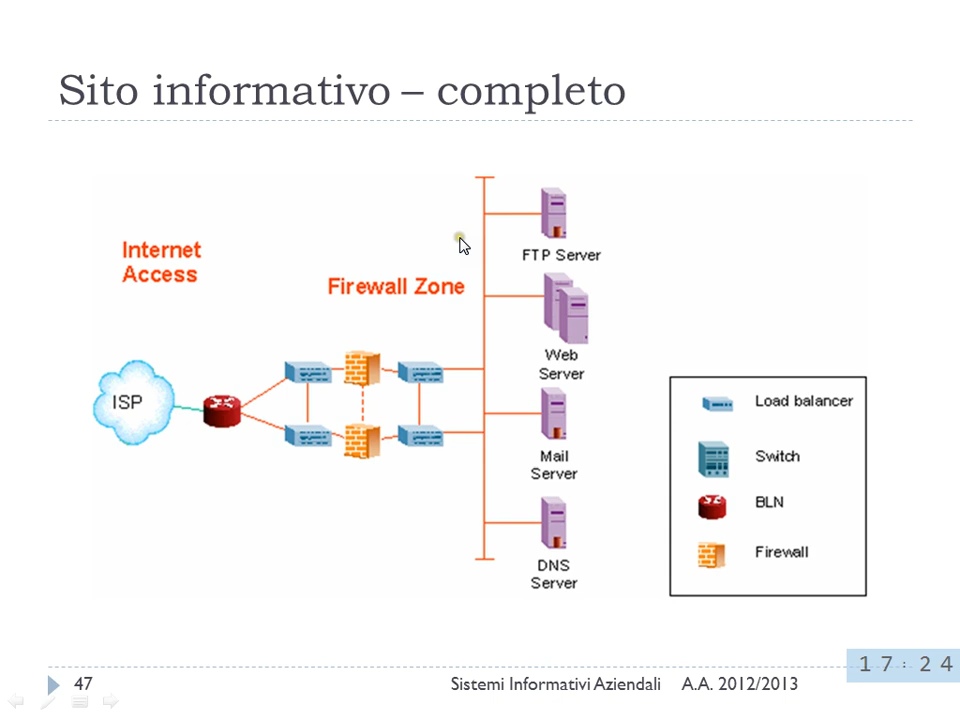 Sito informativo – completo
Internet
Access
Firewall Zone
FTP Server
Web
Server
ISP
Mail
Server
DNS
Server
Load balancer
Switch
BLN
Firewall
47
Sistemi Informativi Aziendali A.A. 2012/2013
17:24